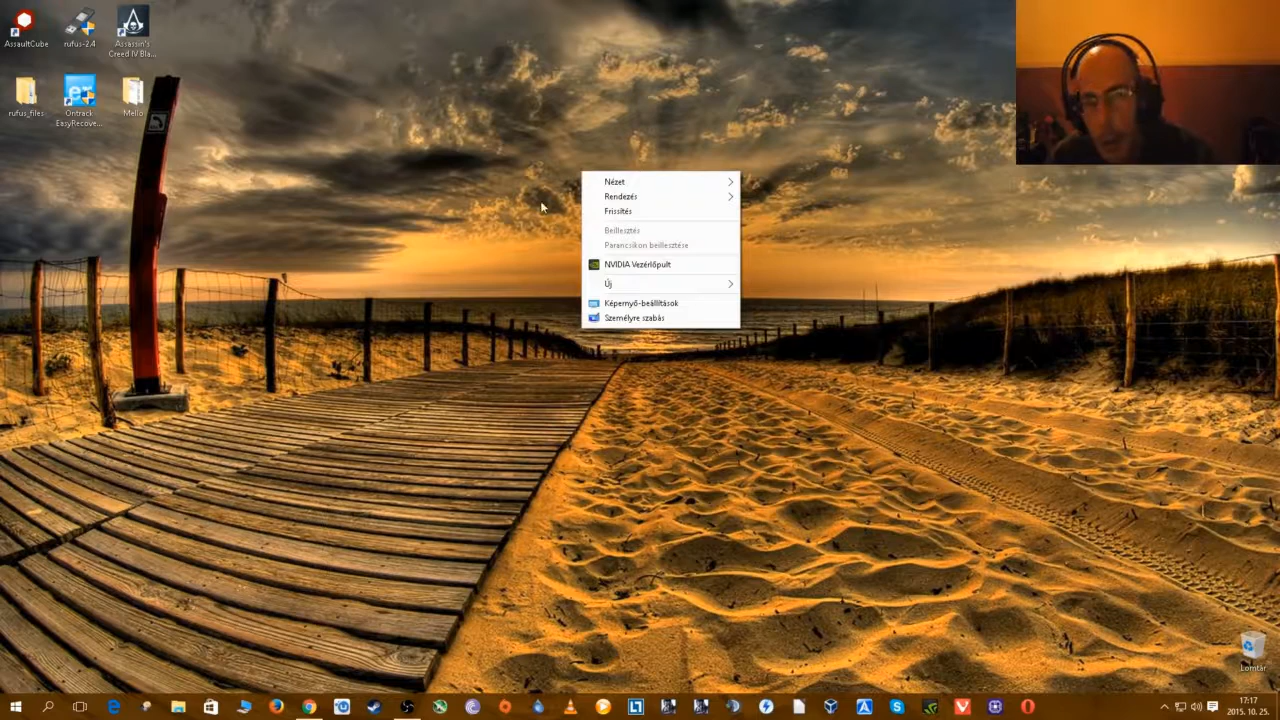 AssaultCube
rufus-2.4
Assassin's
Creed IV Bla...
rufus_files
Ontrack
EasyRecove...
Mello
Nézet
Rendezés
Frissítés
Beillesztés
Parancsikon beillesztése
NVIDIA Vezérlőpult
Új
Képernyő-beállítások
Személyre szabás
Lomtár
17:17
2015. 10. 25.